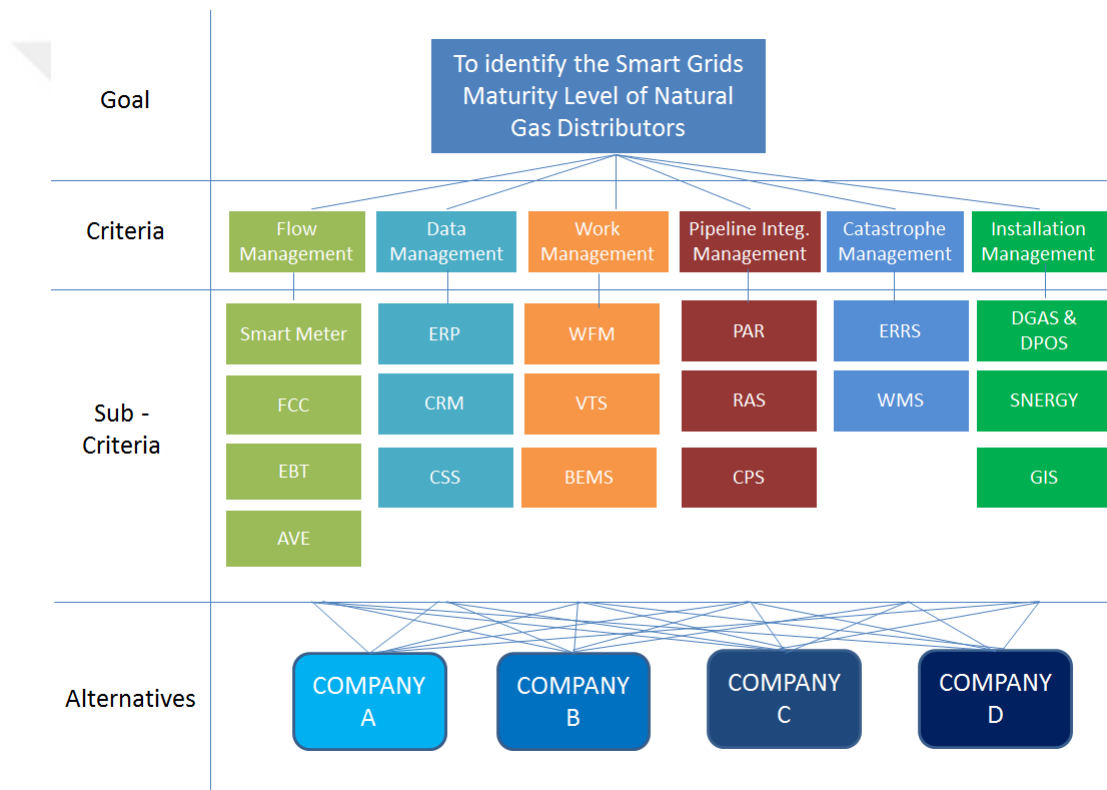 Goal
To identify the Smart Grids
Maturity Level of Natural
Gas Distributors
Criteria
Flow
Management
Data
Management
Work
Management
Pipeline Integ.
Management
Catastrophe
Management
Installation
Management
Sub -
Criteria
Smart Meter
FCC
EBT
AVE
ERP
CRM
CSS
WFM
VTS
BEMS
PAR
RAS
CPS
ERRS
WMS
DGAS &
DPOS
SNERGY
GIS
Alternatives
COMPANY
A
COMPANY
B
COMPANY
C
COMPANY
D